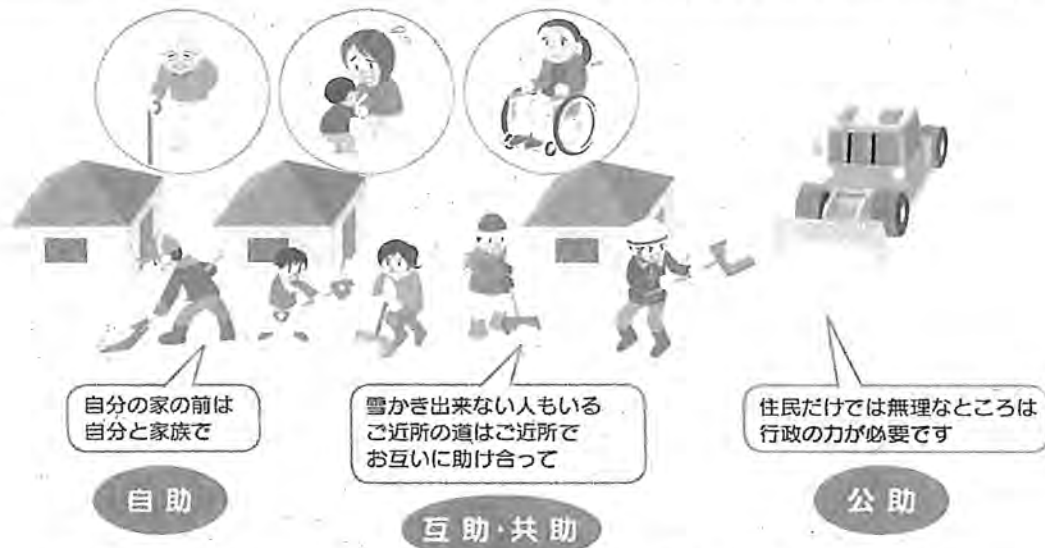 自分の家の前は
自分と家族で
自助
雪かき出来ない人もいる
ご近所の道はご近所で
お互いに助け合って
互助・共助
住民だけでは無理なところは
行政の力が必要です
公助